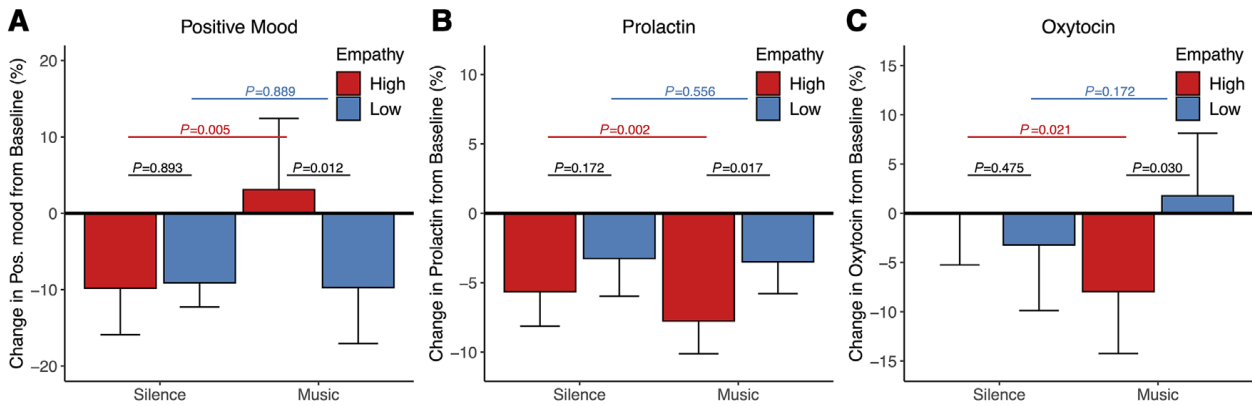 A
Positive Mood
Change in Pos. mood from Baseline (%)
20
10
0
−10
−20
Empathy
High
Low
P=0.889
P=0.005
P=0.893
P=0.012
Silence
Music
B
Prolactin
Change in Prolactin from Baseline (%)
10
5
0
−5
−10
Empathy
High
Low
P=0.556
P=0.002
P=0.172
P=0.017
Silence
Music
C
Oxytocin
Change in Oxytocin from Baseline (%)
15
10
5
0
−5
−10
−15
Empathy
High
Low
P=0.172
P=0.021
P=0.475
P=0.030
Silence
Music